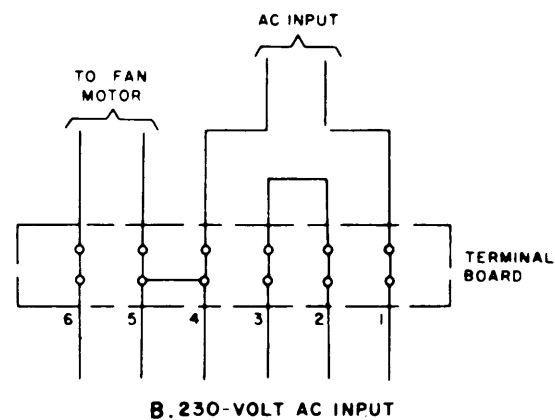 AC INPUT
TO FAN
MOTOR
TERMINAL
BOARD
6 5 4 3 2 1
B. 230-VOLT AC INPUT